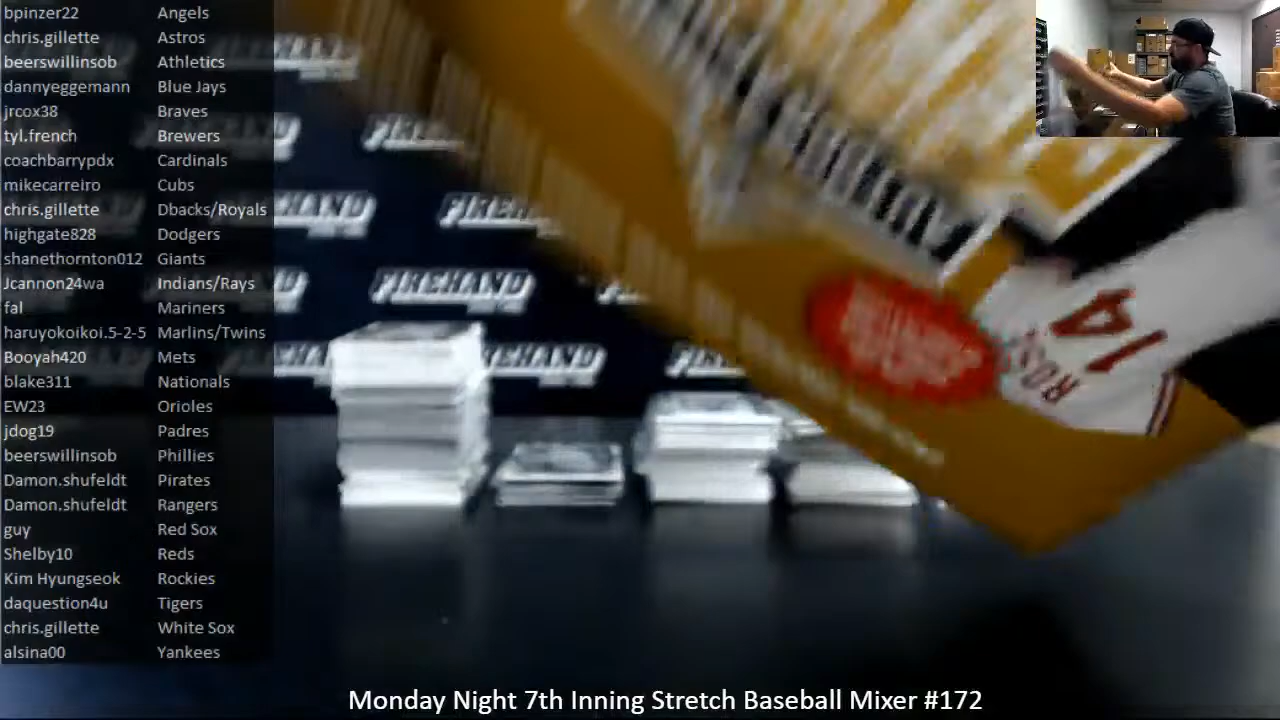 bpinzer22 Angels
chris.gillette Astros
beerswillinsob Athletics
dannyeggemann Blue Jays
jrcox38 Braves
tyl.french Brewers
coachbarrypdx Cardinals
mikecarreiro Cubs
chris.gillette Dbacks/Royals
highgate828 Dodgers
shanethornton012 Giants
Jcannon24wa Indians/Rays
fal Mariners
haruyokoikoi.5-2-5 Marlins/Twins
Booyah420 Mets
blake311 Nationals
EW23 Orioles
jdog19 Padres
beerswillinsob Phillies
Damon.shufeldt Pirates
Damon.shufeldt Rangers
guy Red Sox
Shelby10 Reds
Kim Hyungseok Rockies
daquestion4u Tigers
chris.gillette White Sox
alsina00 Yankees
FIREHAND
FIREHAND
14
ROSE
Monday Night 7th Inning Stretch Baseball Mixer #172